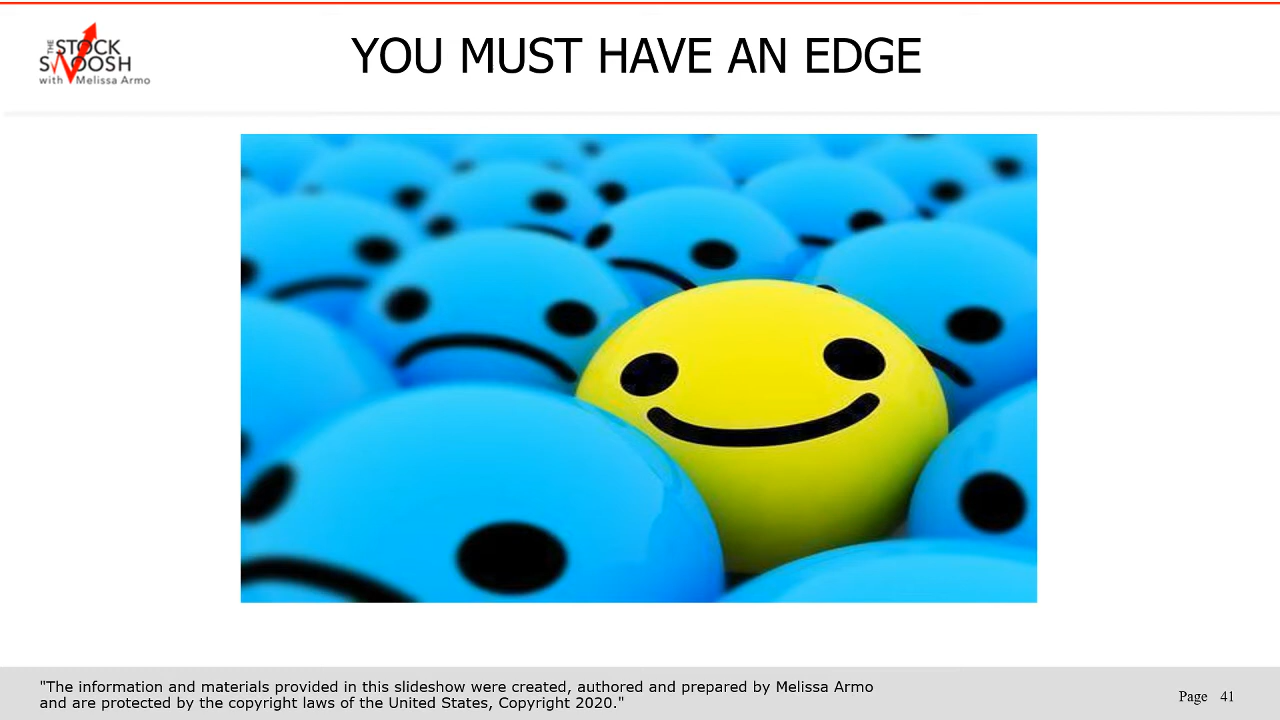 THE
STOCK
SWOOSH
with Melissa Armo
YOU MUST HAVE AN EDGE
"The information and materials provided in this slideshow were created, authored and prepared by Melissa Armo
and are protected by the copyright laws of the United States, Copyright 2020."
Page 41